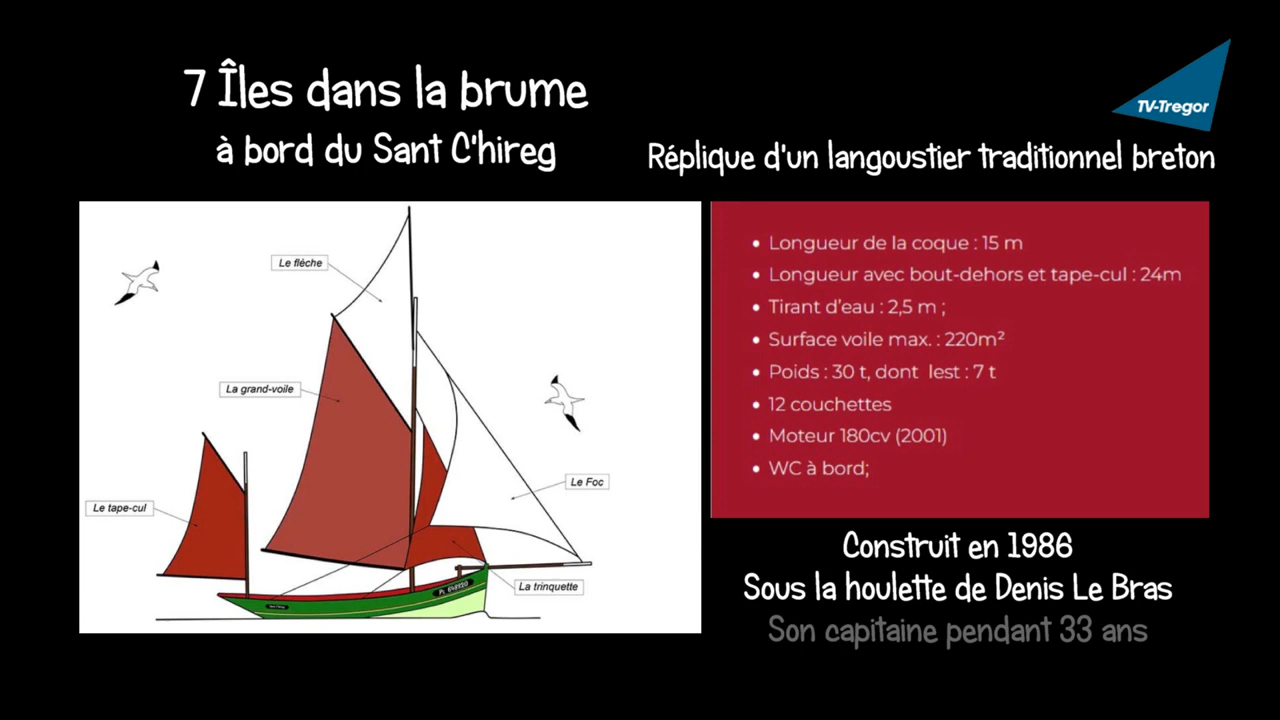 7 Îles dans la brume
à bord du Sant C'hireg
TV-Tregor
Réplique d'un langoustier traditionnel breton
Le flèche
La grand-voile
Le tape-cul
Le Foc
La trinquette
• Longueur de la coque : 15 m
• Longueur avec bout-dehors et tape-cul : 24m
• Tirant d'eau : 2,5 m ;
• Surface voile max. : 220m²
• Poids : 30 t, dont lest : 7 t
• 12 couchettes
• Moteur 180cv (2001)
• WC à bord;
Construit en 1986
Sous la houlette de Denis Le Bras
Son capitaine pendant 33 ans